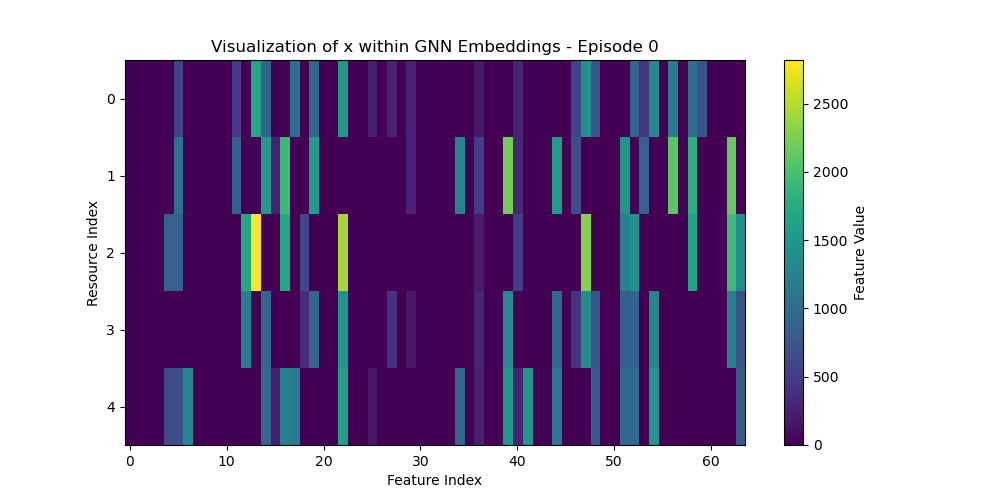 Visualization of x within GNN Embeddings - Episode 0
Resource Index
0
1
2
3
4
0 10 20 30 40 50 60
Feature Index
2500
2000
1500
1000
500
0
Feature Value